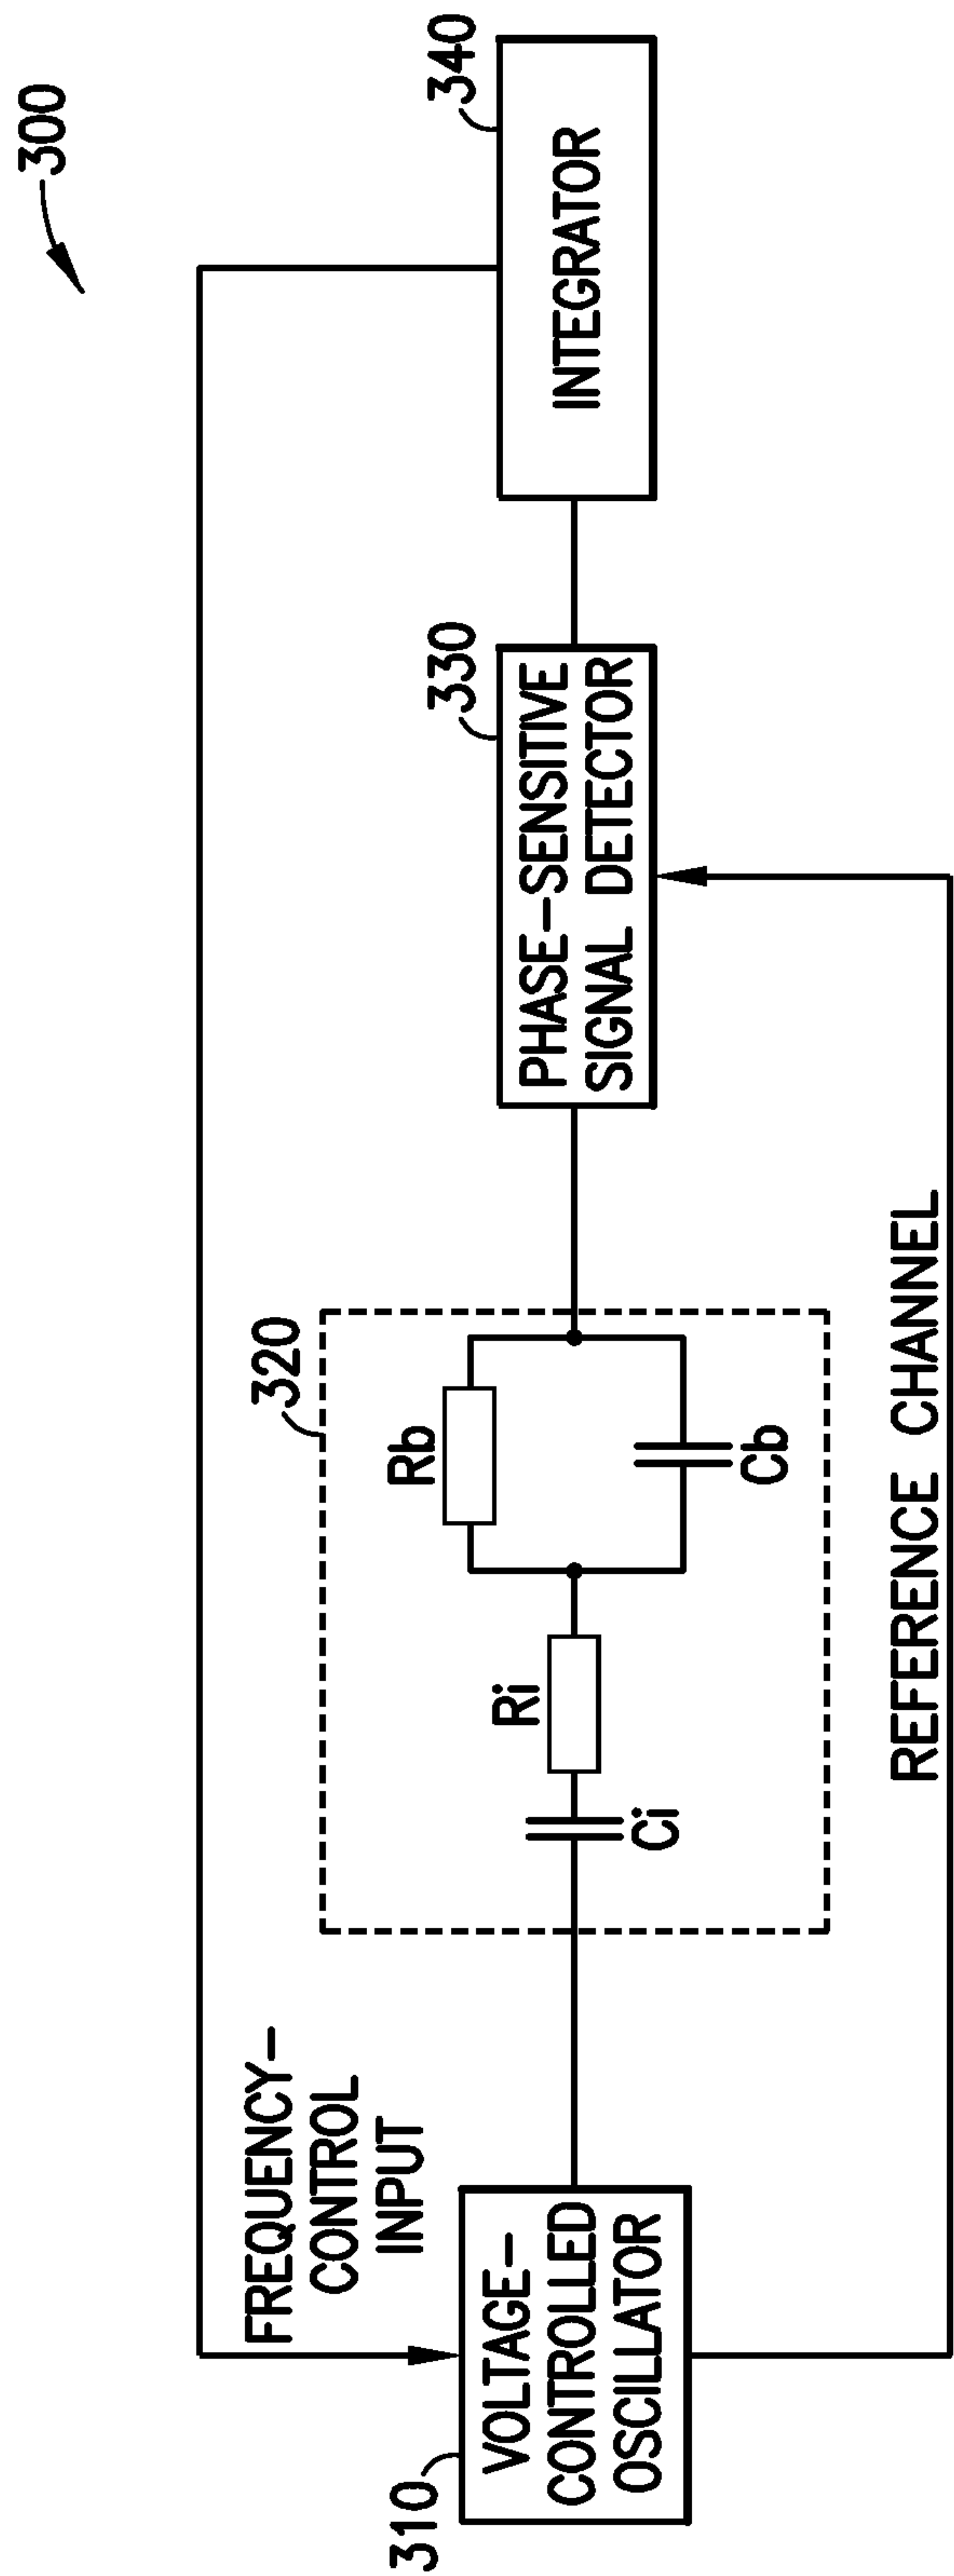 300
FREQUENCY-
CONTROL
INPUT
310
VOLTAGE-
CONTROLLED
OSCILLATOR
320
Rb
Ri
Ci
Cb
330
PHASE-SENSITIVE
SIGNAL DETECTOR
340
INTEGRATOR
REFERENCE CHANNEL